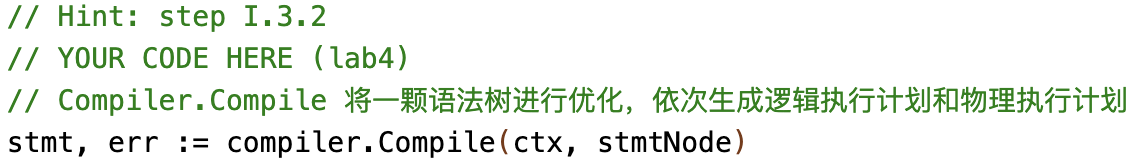 // Hint: step I.3.2
// YOUR CODE HERE (lab4)
// Compiler.Compile 将一颗语法树进行优化，依次生成逻辑执行计划和物理执行计划
stmt, err := compiler.Compile(ctx, stmtNode)